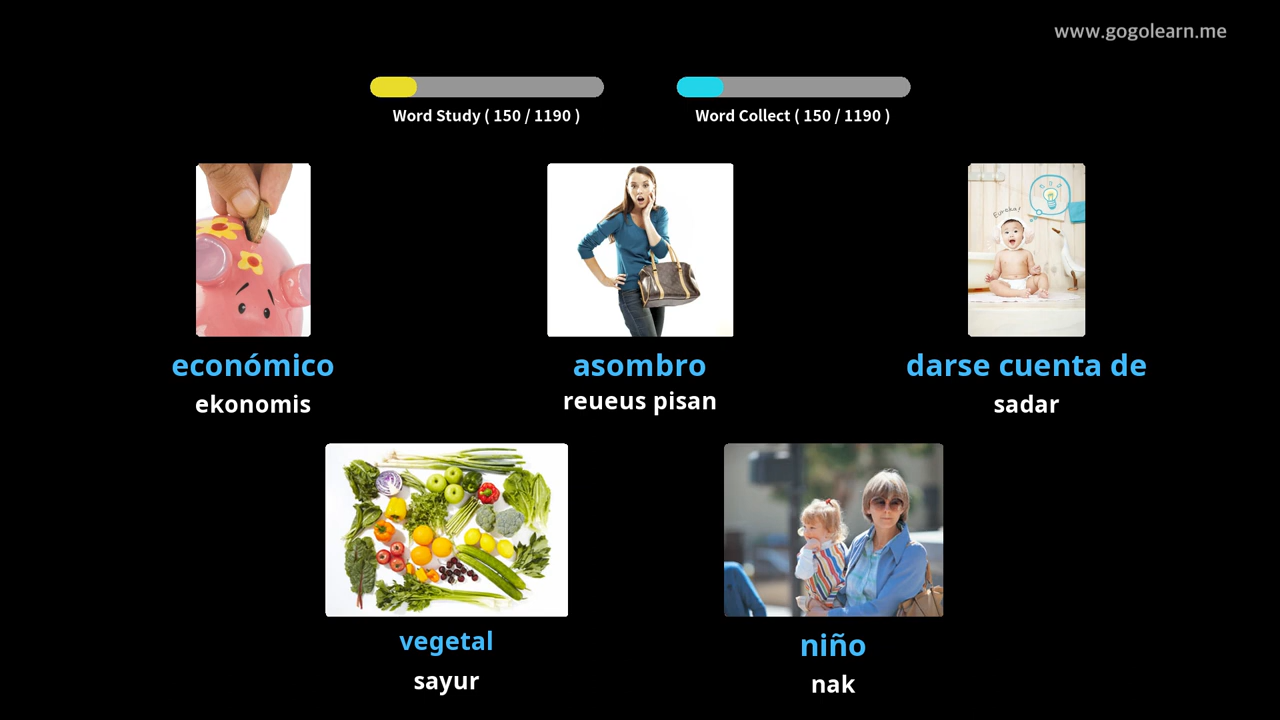 www.gogolearn.me
Word Study ( 150 / 1190 )
Word Collect ( 150 / 1190 )
Eureka!
económico
ekonomis
asombro
reueus pisan
darse cuenta de
sadar
vegetal
sayur
niño
nak